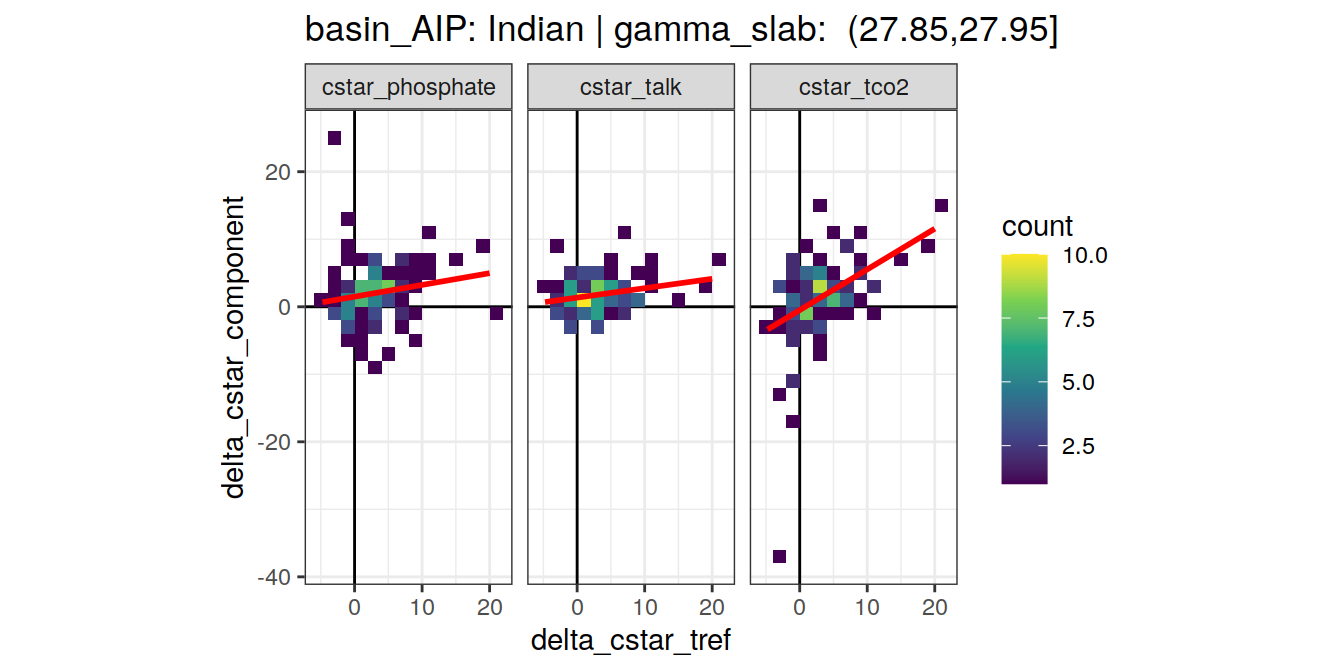 basin_AIP: Indian | gamma_slab:  (27.85,27.95]
cstar_phosphate
cstar_talk
cstar_tco2
delta_cstar_component
20
0
-20
-40
0 10 20
0 10 20
0 10 20
delta_cstar_tref
count
10.0
7.5
5.0
2.5